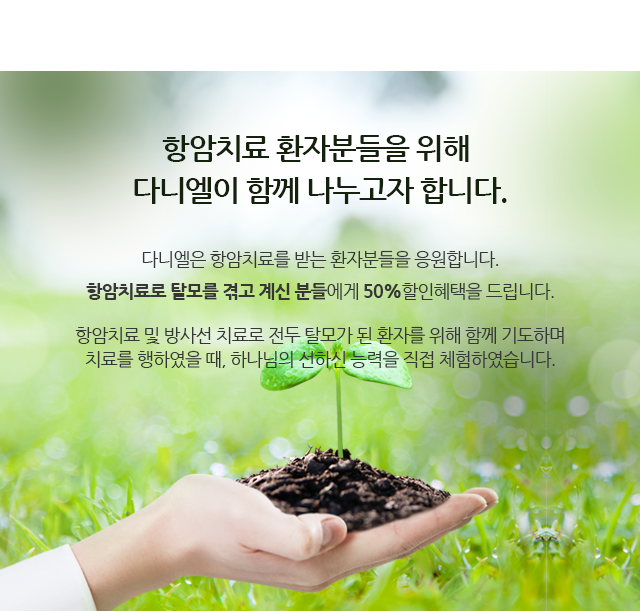 항암치료 환자분들을 위해
다니엘이 함께 나누고자 합니다.
다니엘은 항암치료를 받는 환자분들을 응원합니다.
항암치료로 탈모를 겪고 계신 분들에게 50%할인혜택을 드립니다.
항암치료 및 방사선 치료로 전두 탈모가 된 환자를 위해 함께 기도하며
치료를 행하였을 때, 하나님의 선하신 능력을 직접 체험하였습니다.